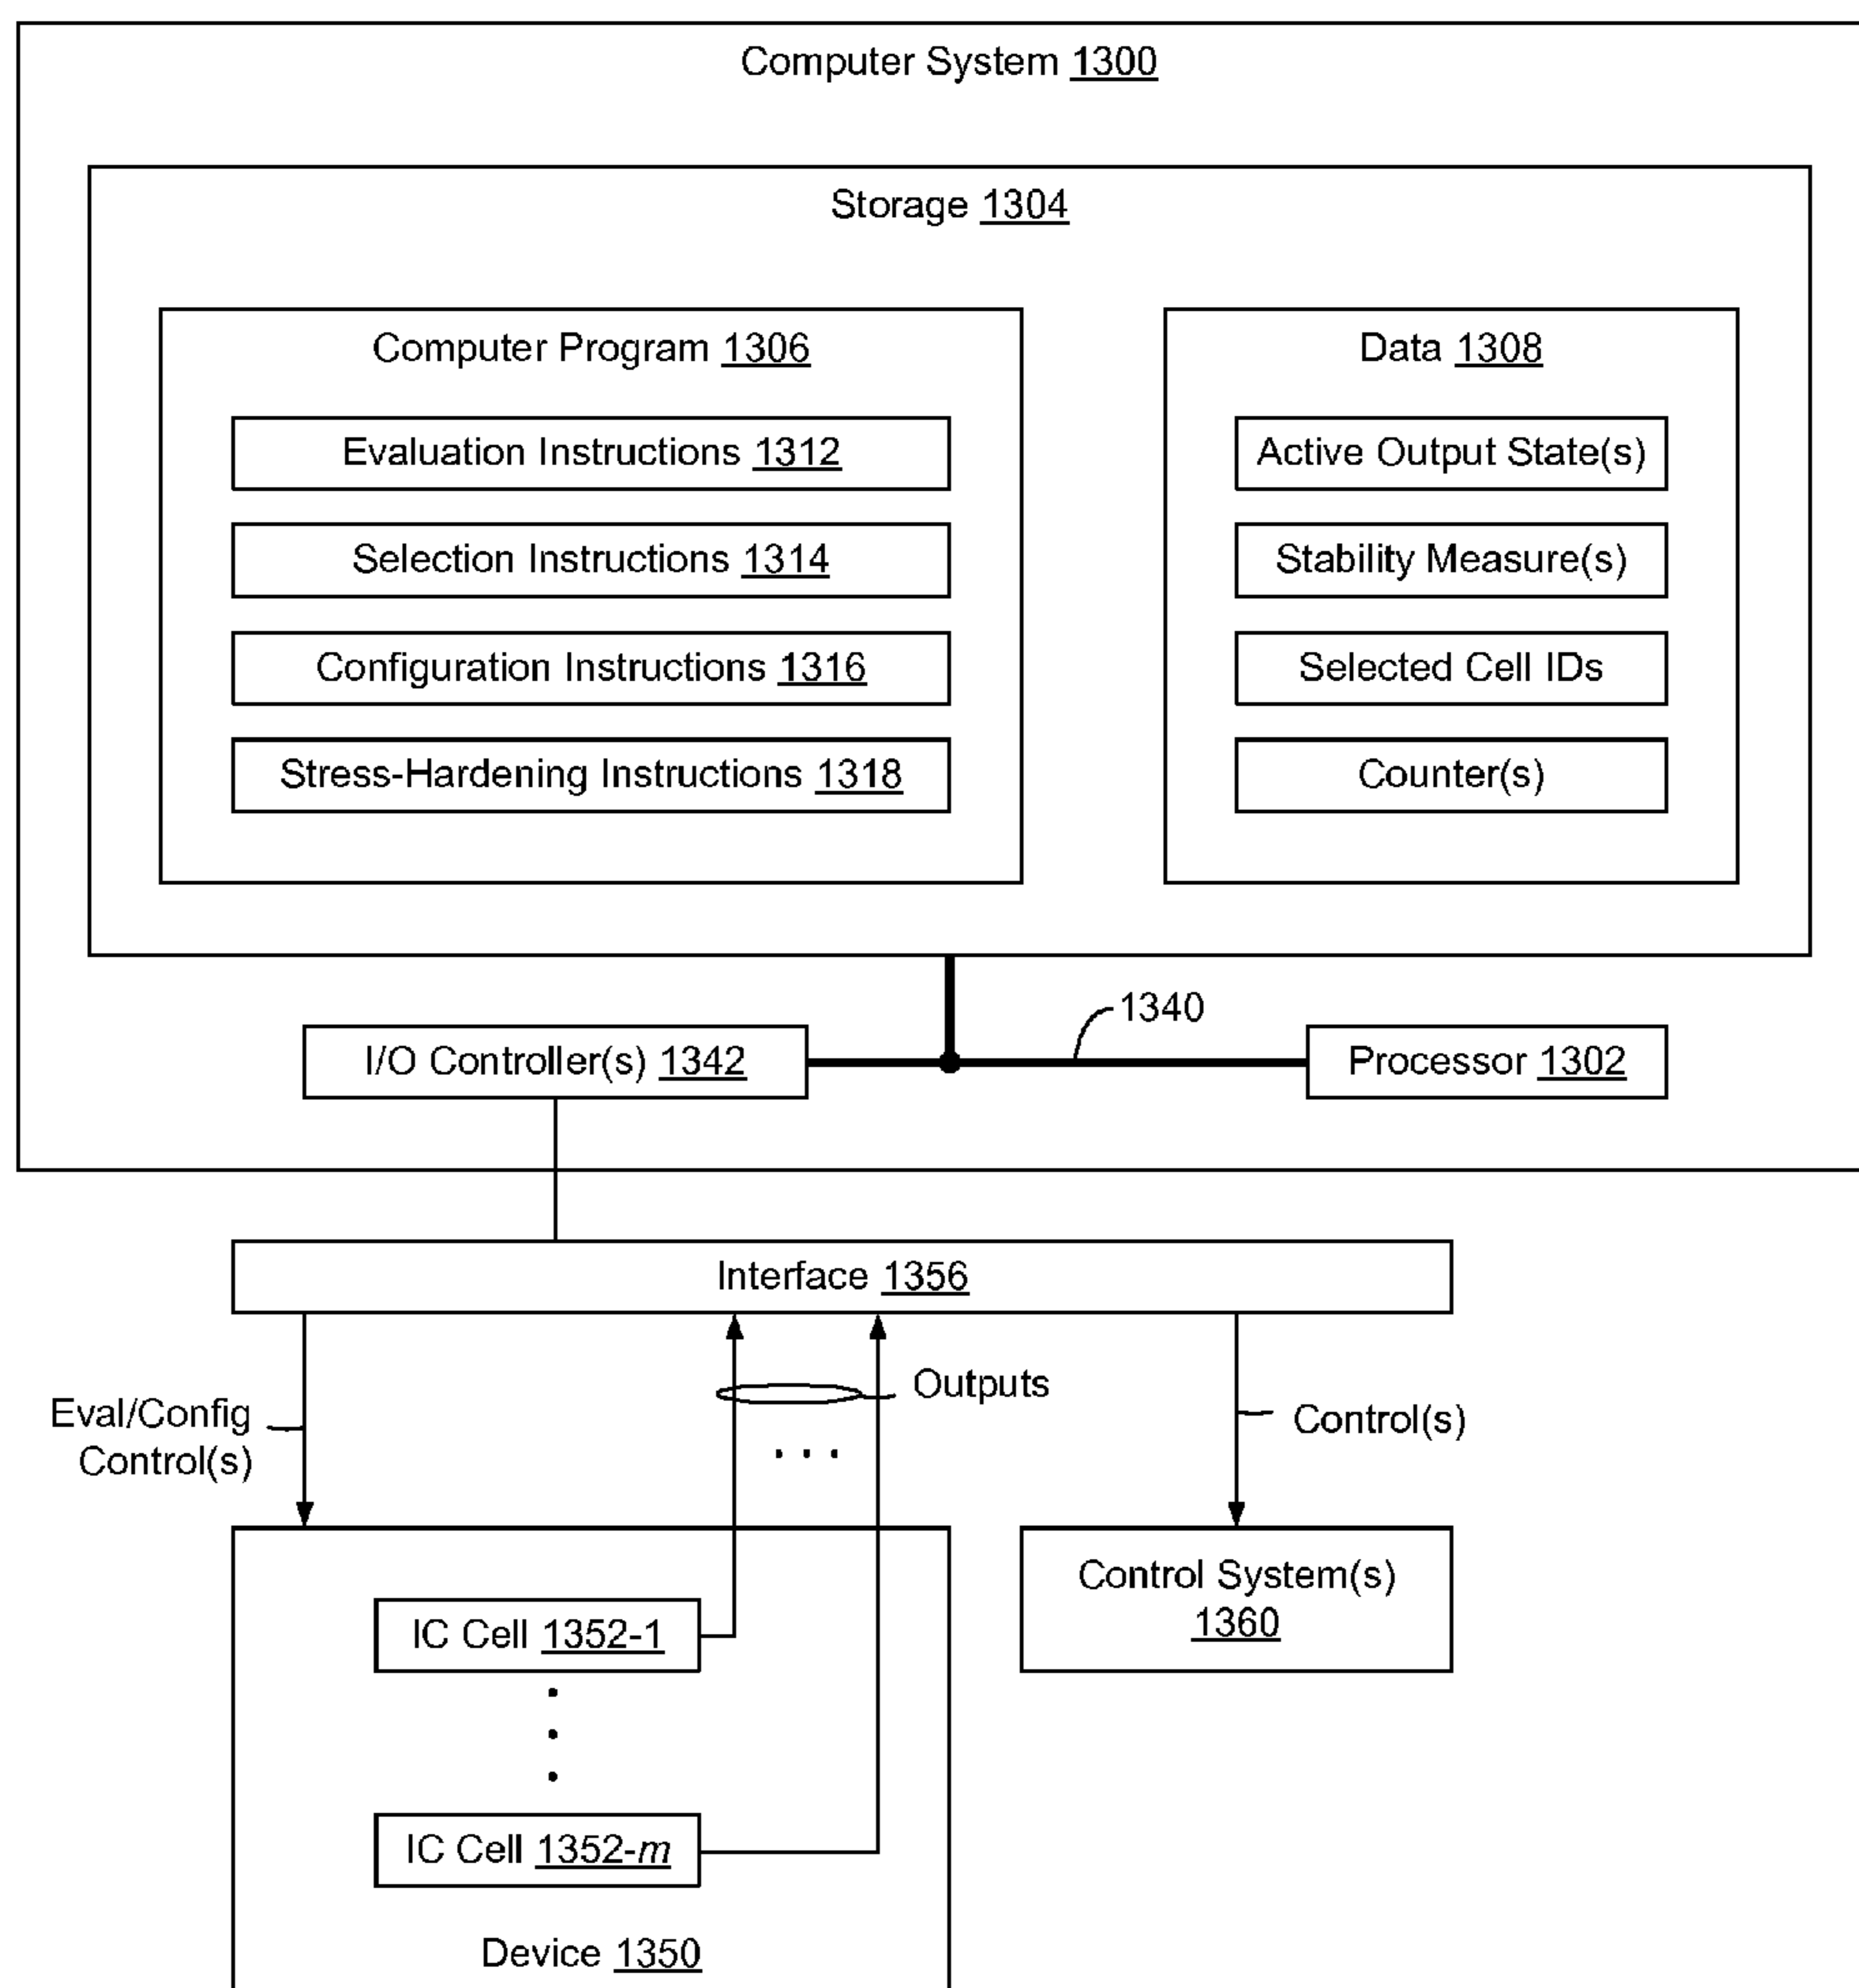 Computer System 1300
Storage 1304
Computer Program 1306
Evaluation Instructions 1312
Selection Instructions 1314
Configuration Instructions 1316
Stress-Hardening Instructions 1318
Data 1308
Active Output State(s)
Stability Measure(s)
Selected Cell IDs
Counter(s)
1340
I/O Controller(s) 1342
Processor 1302
Interface 1356
Eval/Config
Control(s)
Outputs
. . .
Control(s)
Control System(s)
1360
IC Cell 1352-1
IC Cell 1352-m
Device 1350